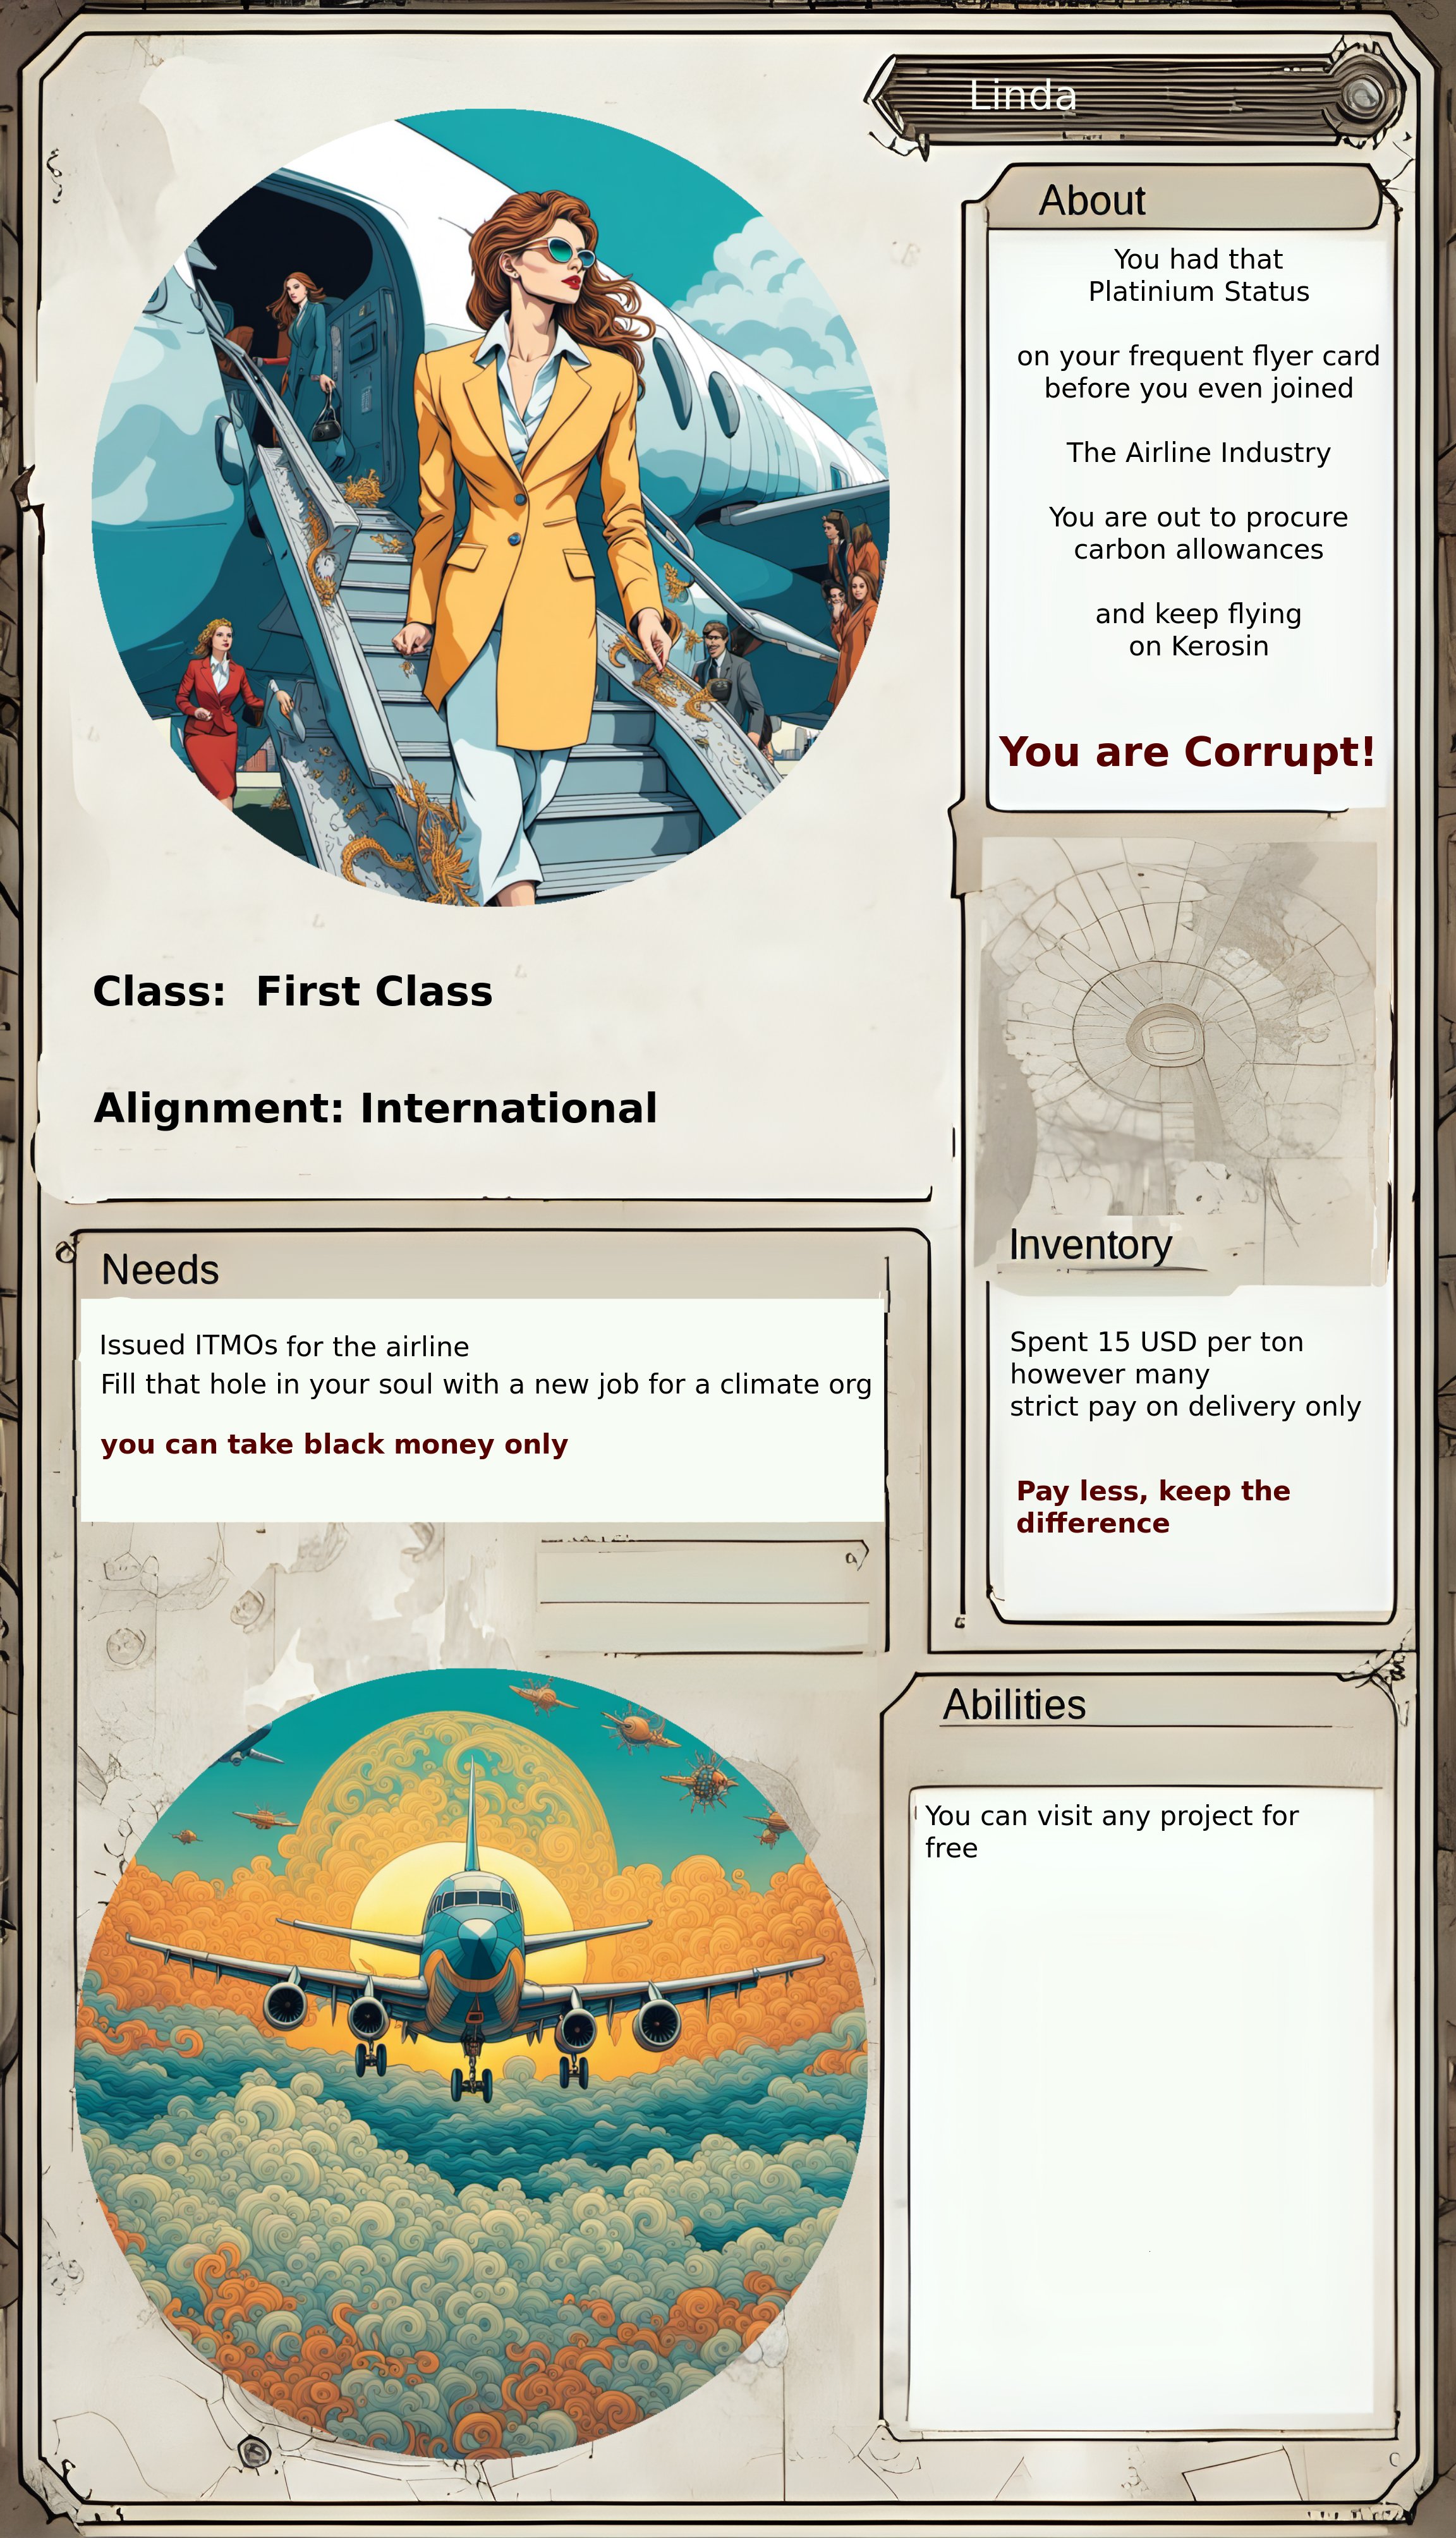 Linda
About
You had that
Platinium Status
on your frequent flyer card
before you even joined
The Airline Industry
You are out to procure
carbon allowances
and keep flying
on Kerosin
You are Corrupt!
Class: First Class
Alignment: International
Needs
Issued ITMOs for the airline
Fill that hole in your soul with a new job for a climate org
you can take black money only
Inventory
Spent 15 USD per ton
however many
strict pay on delivery only
Pay less, keep the
difference
Abilities
You can visit any project for
free